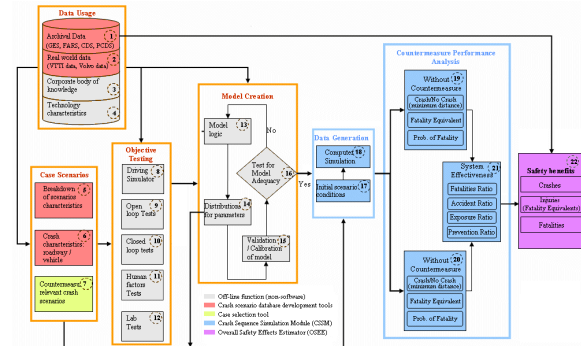 Data Usage
Archival Data
1
(GES, FARS, CDS, PCDS)
Real world data
2
(VTTI data, Volvo data)
Corporate body of
knowledge
3
Technology
characteristics
4
Case Scenarios
Breakdown
5
of scenarios
characteristics
Crash
6
characteristics:
roadway /
vehicle
Countermeasure
7
relevant crash
scenarios
Objective
Testing
Driving
8
Simulator
Open
9
loop Tests
Closed
10
loop tests
Human
11
factors
Tests
Lab
12
Tests
Model Creation
Model
13
logic
No
Test for
Model
Adequacy
16
Yes
Distributions
14
for parameters
Validation /
15
Calibration
of model
Data Generation
Computer
18
Simulation
Initial scenario
17
conditions
Countermeasure Performance
Analysis
Without
19
Countermeasure
Crash/No Crash
(minimum distance)
Fatality Equivalent
Prob. of Fatality
System
21
Effectiveness
Fatalities Ratio
Accident Ratio
Exposure Ratio
Prevention Ratio
Without
20
Countermeasure
Crash/No Crash
(minimum distance)
Fatality Equivalent
Prob. of Fatality
22
Safety benefits
Crashes
Injuries
(Fatality Equivalents)
Fatalities
Off-line function (non-software)
Crash scenario database development tools
Case selection tool
Crash Sequence Simulation Module (CSSM)
Overall Safety Effects Estimator (OSEE)